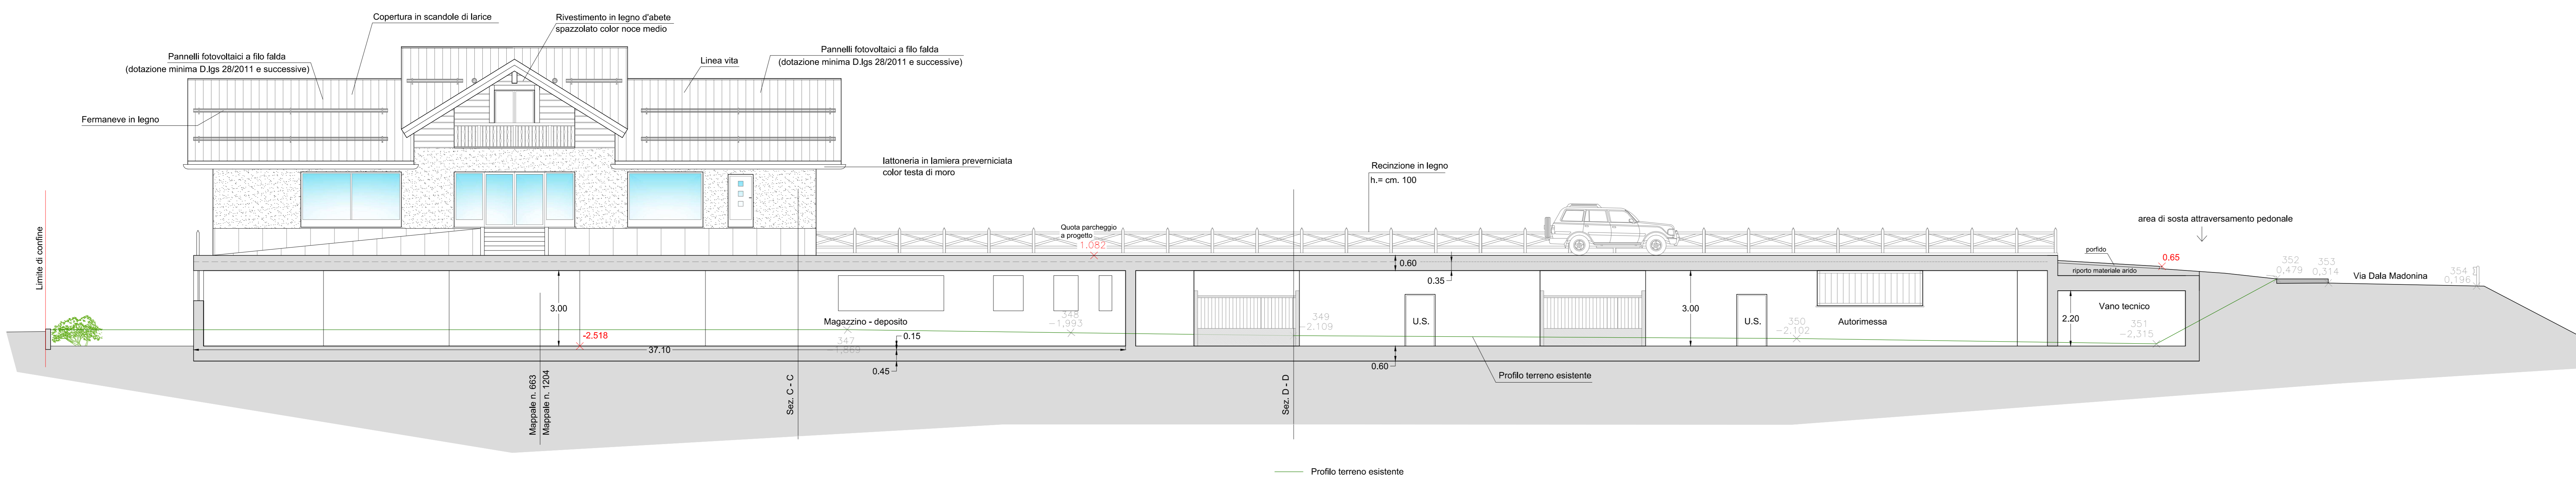 Copertura in scandole di larice
Rivestimento in legno d'abete
spazzolato color noce medio
Pannelli fotovoltaici a filo falda
(dotazione minima D.lgs 28/2011 e successive)
Linea vita
Pannelli fotovoltaici a filo falda
(dotazione minima D.lgs 28/2011 e successive)
Fermaneve in legno
lattoneria in lamiera preverniciata
color testa di moro
Recinzione in legno
h.= cm. 100
Limite di confine
Quota parcheggio
a progetto
1.082
area di sosta attraversamento pedonale
porfido
0.65
riporto materiale arido
352
0,479
353
0,314
Via Dala Madonina
354
0,196
0.60
0.35
3.00
-2.518
Magazzino - deposito
348
-1,993
347
-1,869
0.15
37.10
0.45
349
-2.109
U.S.
3.00
U.S.
350
-2.102
Autorimessa
2.20
Vano tecnico
351
-2,315
0.60
Profilo terreno esistente
Mappale n. 663
Mappale n. 1204
Sez. C - C
Sez. D - D
Profilo terreno esistente